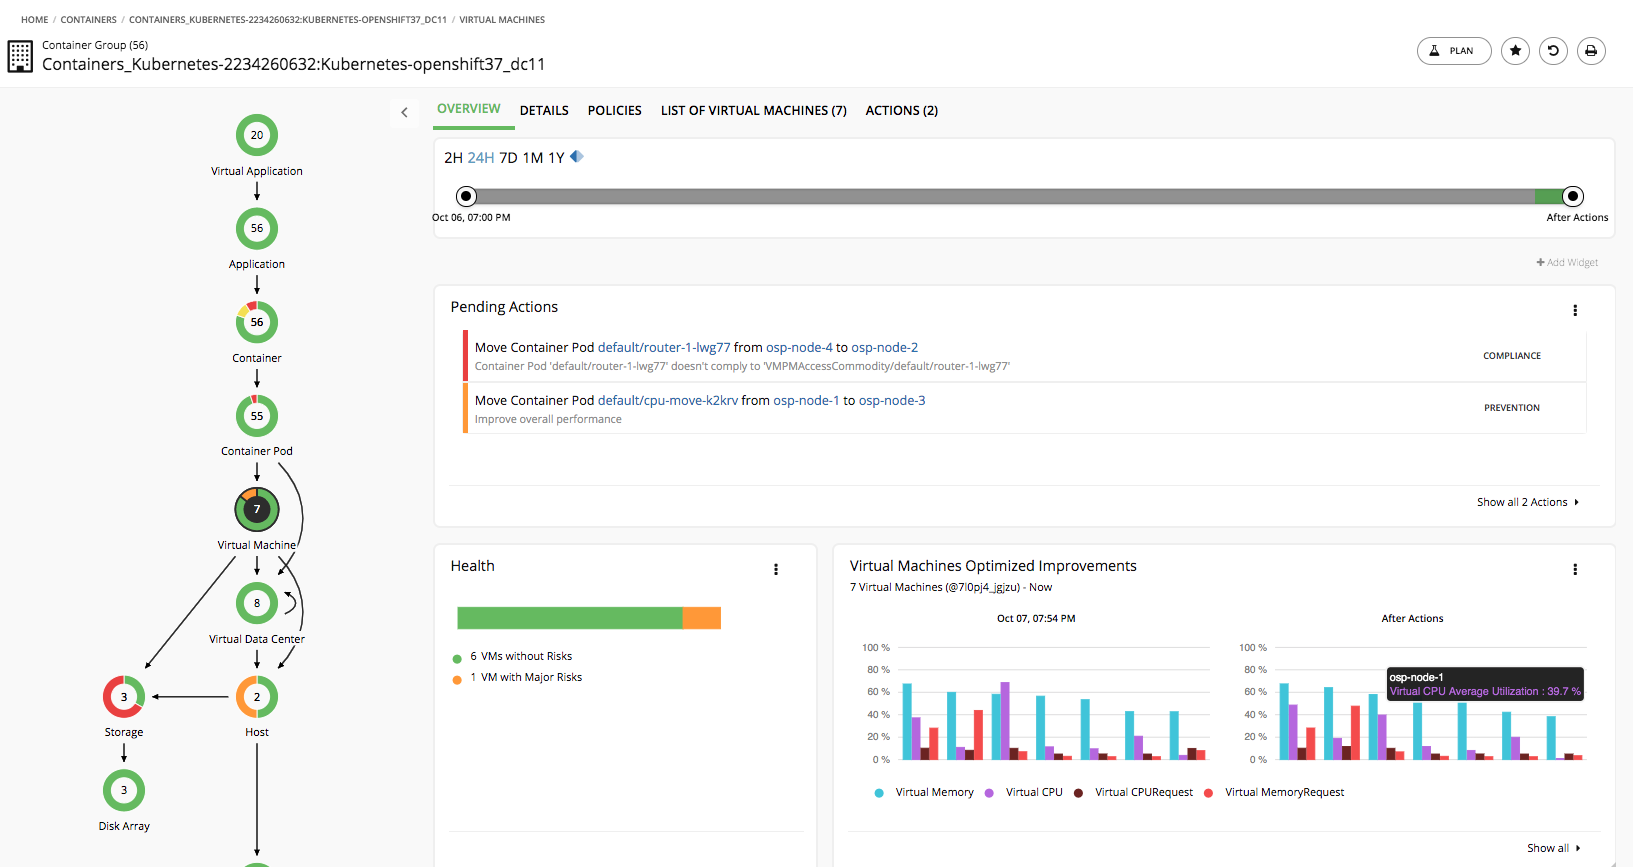 HOME / CONTAINERS / CONTAINERS_KUBERNETES-2234260632:KUBERNETES-OPENSHIFT37_DC11 / VIRTUAL MACHINES
Container Group (56)
Containers_Kubernetes-2234260632:Kubernetes-openshift37_dc11
PLAN
20
Virtual Application
56
Application
56
Container
55
Container Pod
7
Virtual Machine
8
Virtual Data Center
3
Storage
2
Host
3
Disk Array
OVERVIEW DETAILS POLICIES LIST OF VIRTUAL MACHINES (7) ACTIONS (2)
2H 24H 7D 1M 1Y
Oct 06, 07:00 PM After Actions
Add Widget
Pending Actions
Move Container Pod default/router-1-lwg77 from osp-node-4 to osp-node-2
Container Pod 'default/router-1-lwg77' doesn't comply to 'VMPMAccessCommodity/default/router-1-lwg77'
COMPLIANCE
Move Container Pod default/cpu-move-k2krv from osp-node-1 to osp-node-3
Improve overall performance
PREVENTION
Show all 2 Actions
Health
6 VMs without Risks
1 VM with Major Risks
Virtual Machines Optimized Improvements
7 Virtual Machines (@7l0pj4_jgjzu) - Now
Oct 07, 07:54 PM
100 %
80 %
60 %
40 %
20 %
0 %
After Actions
100 %
80 %
60 %
40 %
20 %
0 %
osp-node-1
Virtual CPU Average Utilization : 39.7 %
Virtual Memory Virtual CPU Virtual CPURequest Virtual MemoryRequest
Show all